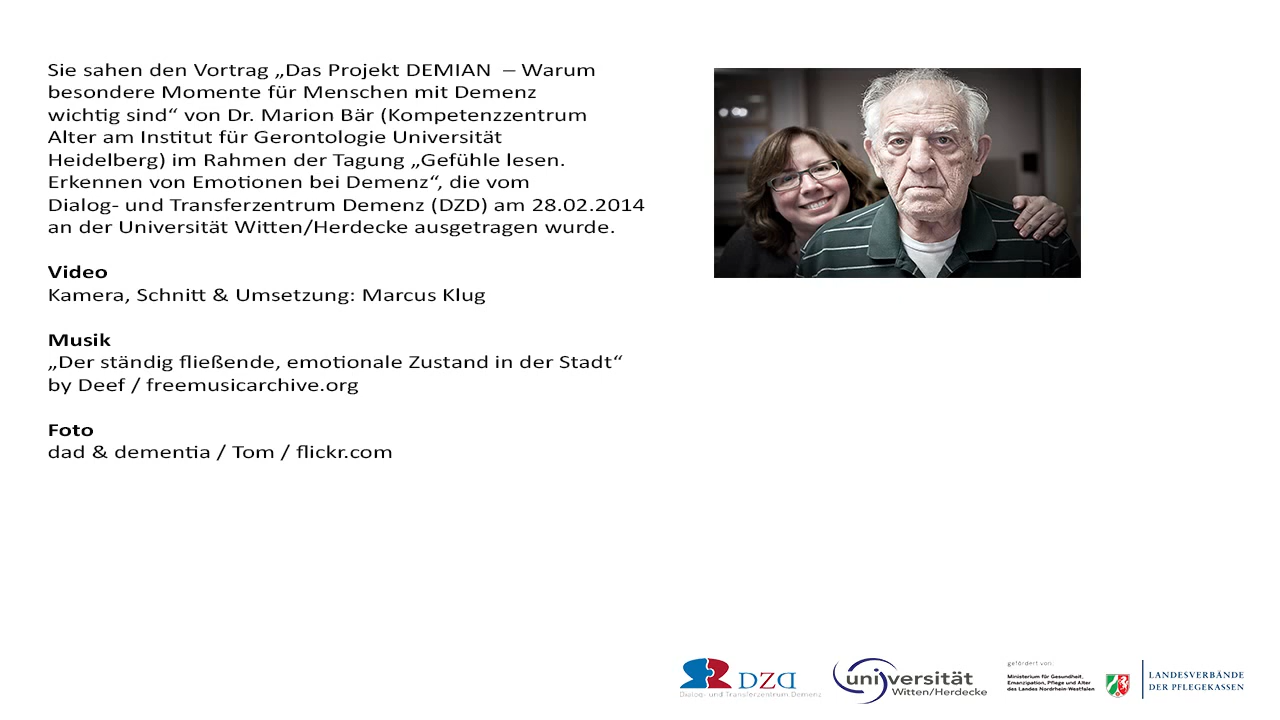 Sie sahen den Vortrag „Das Projekt DEMIAN – Warum
besondere Momente für Menschen mit Demenz
wichtig sind“ von Dr. Marion Bär (Kompetenzzentrum
Alter am Institut für Gerontologie Universität
Heidelberg) im Rahmen der Tagung „Gefühle lesen.
Erkennen von Emotionen bei Demenz“, die vom
Dialog- und Transferzentrum Demenz (DZD) am 28.02.2014
an der Universität Witten/Herdecke ausgetragen wurde.
Video
Kamera, Schnitt & Umsetzung: Marcus Klug
Musik
„Der ständig fließende, emotionale Zustand in der Stadt“
by Deef / freemusicarchive.org
Foto
dad & dementia / Tom / flickr.com
DZD
Dialog- und Transferzentrum Demenz
universität
Witten/Herdecke
gefördert von:
Ministerium für Gesundheit,
Emanzipation, Pflege und Alter
des Landes Nordrhein-Westfalen
LANDESVERBÄNDE
DER PFLEGEKASSEN